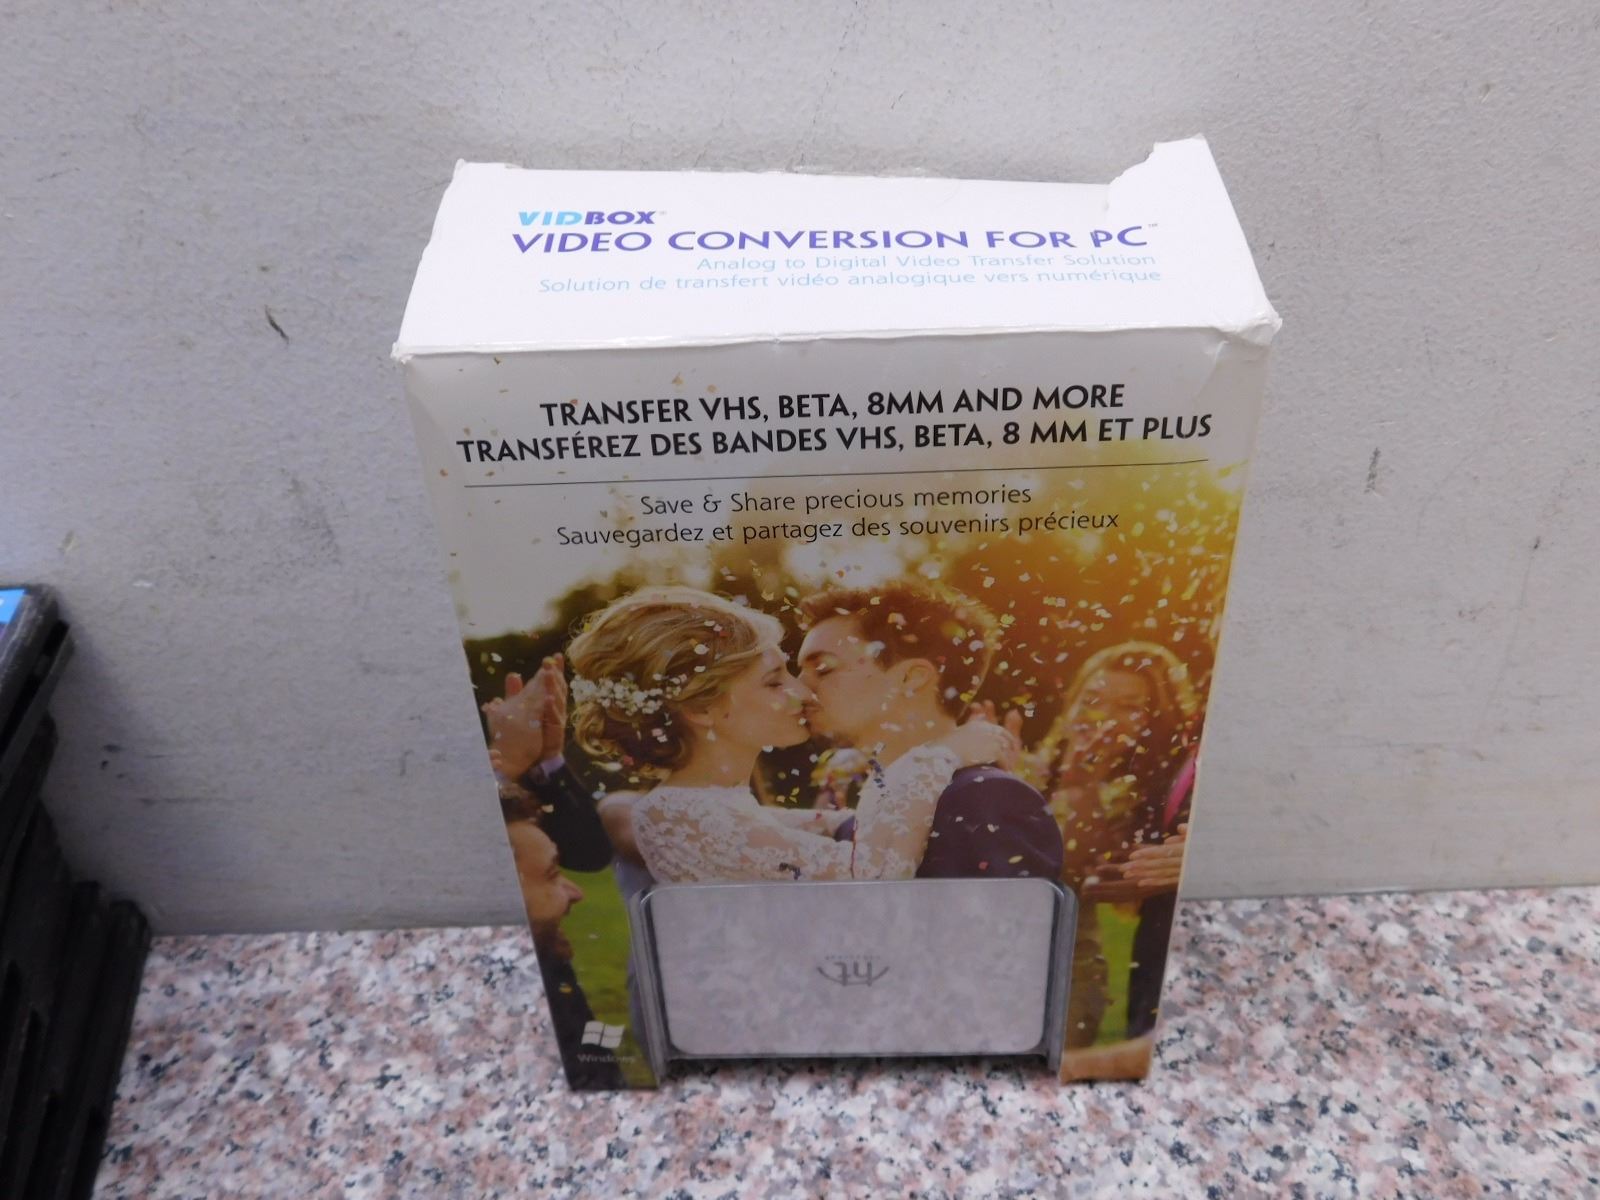 VIDBOX®
VIDEO CONVERSION FOR PC™
Analog to Digital Video Transfer Solution
Solution de transfert vidéo analogique vers numérique
TRANSFER VHS, BETA, 8MM AND MORE
TRANSFÉREZ DES BANDES VHS, BETA, 8 MM ET PLUS
Save & Share precious memories
Sauvegardez et partagez des souvenirs précieux
ht
Windows